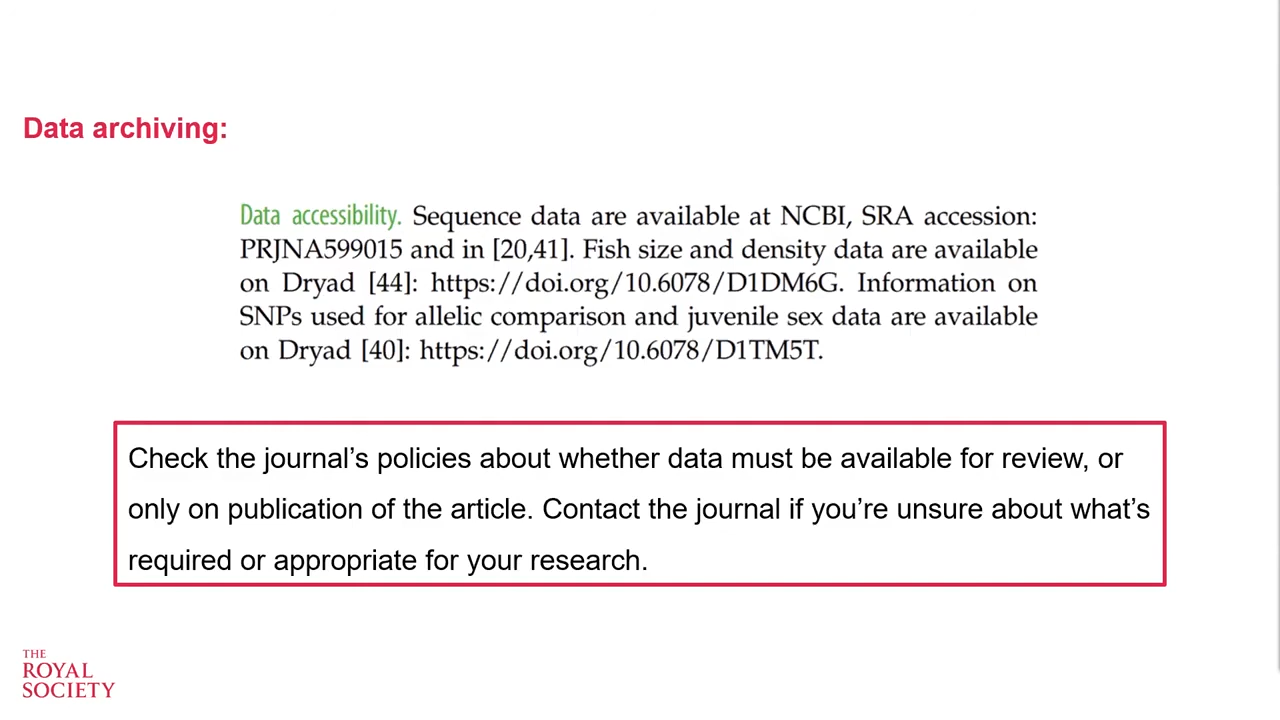 Data archiving:
Data accessibility. Sequence data are available at NCBI, SRA accession:
PRJNA599015 and in [20,41]. Fish size and density data are available
on Dryad [44]: https://doi.org/10.6078/D1DM6G. Information on
SNPs used for allelic comparison and juvenile sex data are available
on Dryad [40]: https://doi.org/10.6078/D1TM5T.
Check the journal’s policies about whether data must be available for review, or
only on publication of the article. Contact the journal if you’re unsure about what’s
required or appropriate for your research.
THE
ROYAL
SOCIETY